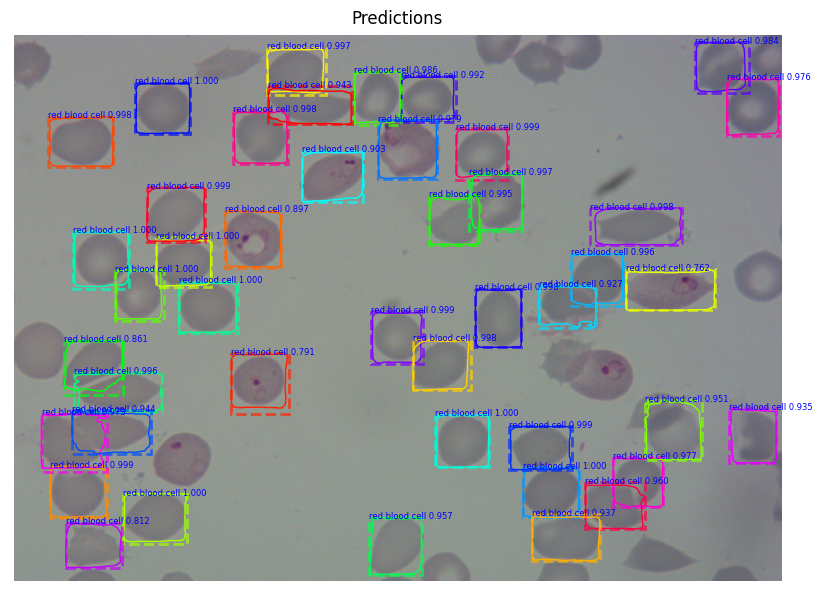 Predictions
red blood cell 0.984
red blood cell 0.997
red blood cell 0.986
red blood cell 0.992
red blood cell 0.976
red blood cell 1.000
red blood cell 0.943
red blood cell 0.998
red blood cell 0.998
red blood cell 0.979
red blood cell 0.999
red blood cell 0.903
red blood cell 0.997
red blood cell 0.999
red blood cell 0.995
red blood cell 0.897
red blood cell 0.998
red blood cell 1.000
red blood cell 1.000
red blood cell 0.996
red blood cell 1.000
red blood cell 0.762
red blood cell 1.000
red blood cell 0.927
red blood cell 0.999
red blood cell 0.998
red blood cell 0.861
red blood cell 0.791
red blood cell 0.996
red blood cell 0.951
red blood cell 0.944
red blood cell
red blood cell 0.935
red blood cell 1.000
red blood cell 0.999
red blood cell 0.977
red blood cell 0.999
red blood cell 1.000
red blood cell 0.960
red blood cell 1.000
red blood cell 0.937
red blood cell 0.957
red blood cell 0.812